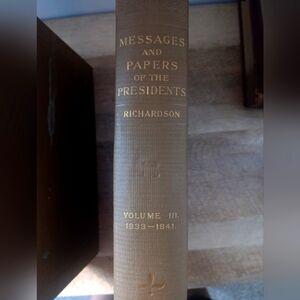 MESSAGES
AND
PAPERS
OF THE
PRESIDENTS
RICHARDSON
VOLUME III.
1833—1841.